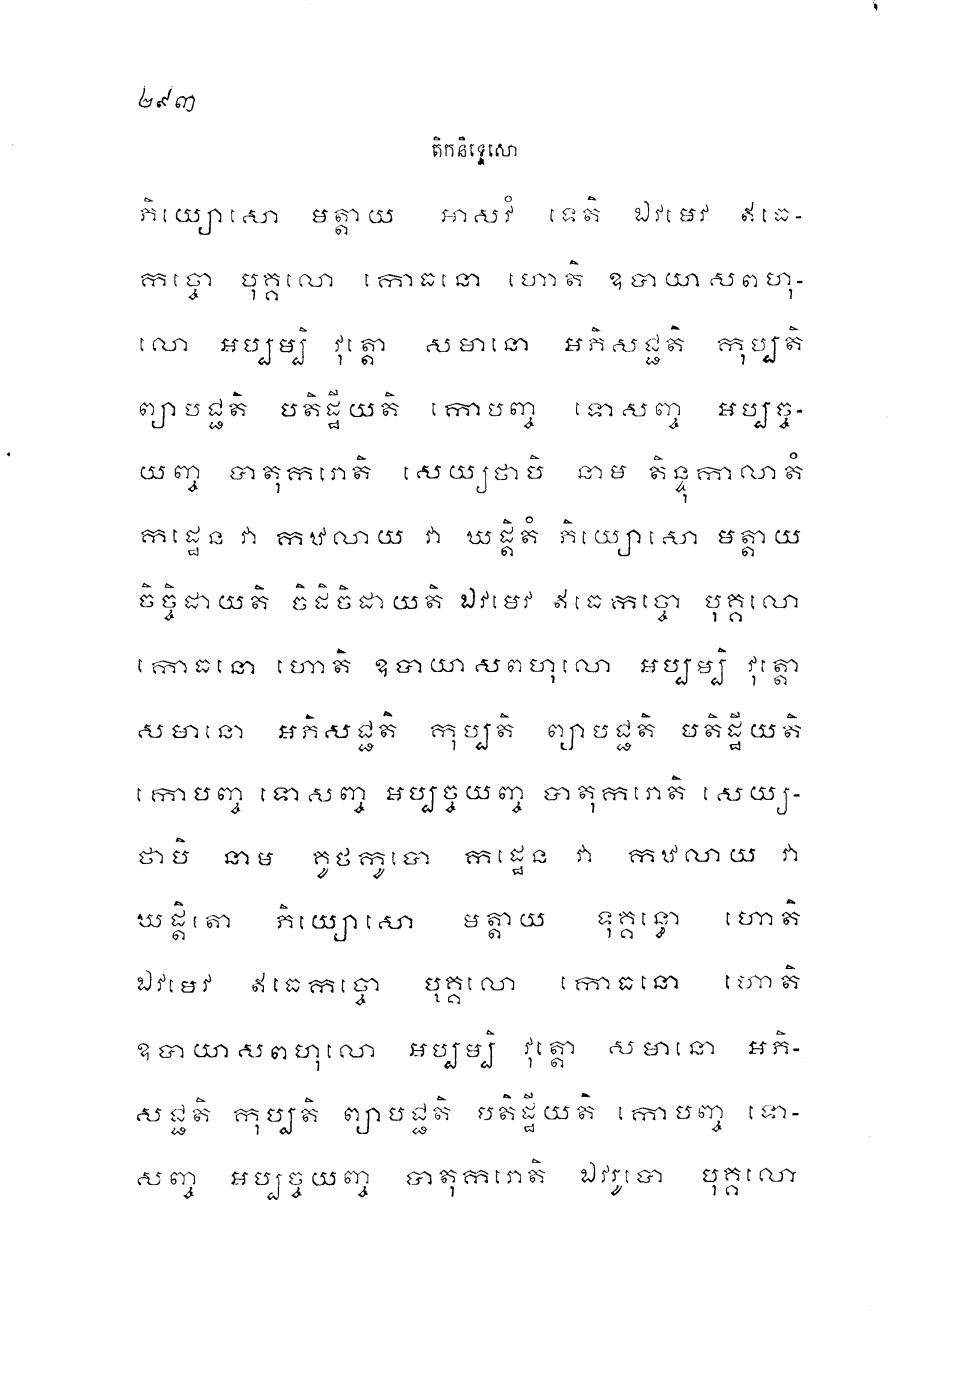 ២៩៣
តិកនិទ្ទេសោ
ភិយ្យោសោ មត្តាយ អាសវំ ទេតិ ឯវមេវ ឥធេ-
កច្ចោ បុគ្គលោ កោធនោ ហោតិ ឧបាយាសពហុ-
លោ អប្បម្បិ វុត្តោ សមានោ អភិសជ្ជតិ កុប្បតិ
ព្យាបជ្ជតិ បតិដ្ឋីយតិ កោបញ្ច ទោសញ្ច អប្បច្ច-
យញ្ច បាតុករោតិ សេយ្យថាបិ នាម តិន្ទុកាលាតំ
កដ្ឋេន វា កឋលាយ វា ឃដ្តិតំ ភិយ្យោសោ មត្តាយ
ចិច្ចិដាយតិ ចិដិចិដាយតិ ឯវមេវ ឥធេកច្ចោ បុគ្គលោ
កោធនោ ហោតិ ឧបាយាសពហុលោ អប្បម្បិ វុត្តោ
សមានោ អភិសជ្ជតិ កុប្បតិ ព្យាបជ្ជតិ បតិដ្ឋីយតិ
កោបញ្ច ទោសញ្ច អប្បច្ចយញ្ច បាតុករោតិ សេយ្យ-
ថាបិ នាម គូថកូបោ កដ្ឋេន វា កឋលាយ វា
ឃដ្តិតោ ភិយ្យោសោ មត្តាយ ទុគ្គន្ធោ ហោតិ
ឯវមេវ ឥធេកច្ចោ បុគ្គលោ កោធនោ ហោតិ
ឧបាយាសពហុលោ អប្បម្បិ វុត្តោ សមានោ អភិ-
សជ្ជតិ កុប្បតិ ព្យាបជ្ជតិ បតិដ្ឋីយតិ កោបញ្ច ទោ-
សញ្ច អប្បច្ចយញ្ច បាតុករោតិ ឯវរូបោ បុគ្គលោ